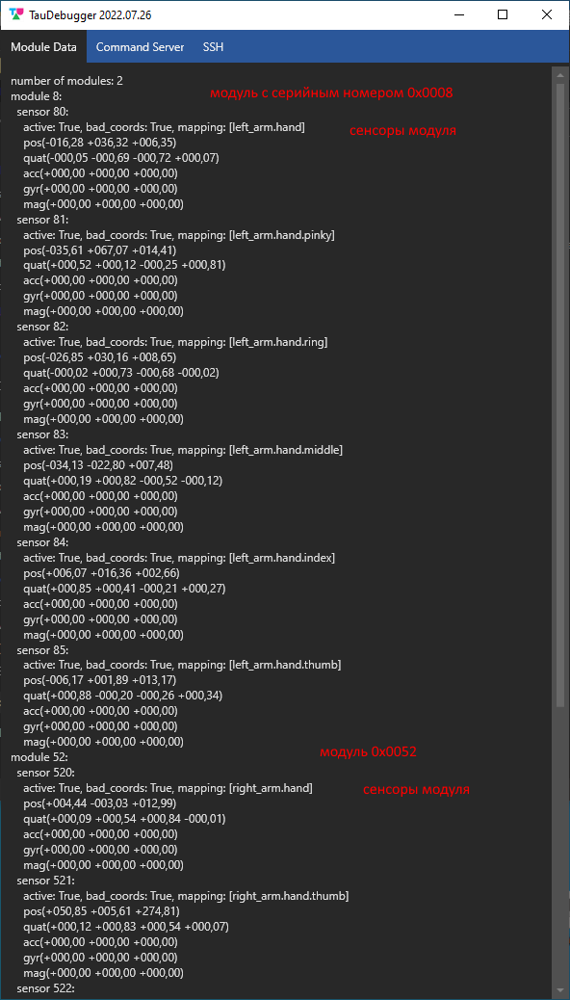 TauDebugger 2022.07.26
Module Data Command Server SSH
number of modules: 2
module 8: модуль с серийным номером 0x0008
sensor 80:
active: True, bad_coords: True, mapping: [left_arm.hand] сенсоры модуля
pos(-016,28 +036,32 +006,35)
quat(-000,05 -000,69 -000,72 +000,07)
acc(+000,00 +000,00 +000,00)
gyr(+000,00 +000,00 +000,00)
mag(+000,00 +000,00 +000,00)
sensor 81:
active: True, bad_coords: True, mapping: [left_arm.hand.pinky]
pos(-035,61 +067,07 +014,41)
quat(+000,52 +000,12 -000,25 +000,81)
acc(+000,00 +000,00 +000,00)
gyr(+000,00 +000,00 +000,00)
mag(+000,00 +000,00 +000,00)
sensor 82:
active: True, bad_coords: True, mapping: [left_arm.hand.ring]
pos(-026,85 +030,16 +008,65)
quat(-000,02 +000,73 -000,68 -000,02)
acc(+000,00 +000,00 +000,00)
gyr(+000,00 +000,00 +000,00)
mag(+000,00 +000,00 +000,00)
sensor 83:
active: True, bad_coords: True, mapping: [left_arm.hand.middle]
pos(-034,13 -022,80 +007,48)
quat(+000,19 +000,82 -000,52 -000,12)
acc(+000,00 +000,00 +000,00)
gyr(+000,00 +000,00 +000,00)
mag(+000,00 +000,00 +000,00)
sensor 84:
active: True, bad_coords: True, mapping: [left_arm.hand.index]
pos(+006,07 +016,36 +002,66)
quat(+000,85 +000,41 -000,21 +000,27)
acc(+000,00 +000,00 +000,00)
gyr(+000,00 +000,00 +000,00)
mag(+000,00 +000,00 +000,00)
sensor 85:
active: True, bad_coords: True, mapping: [left_arm.hand.thumb]
pos(-006,17 +001,89 +013,17)
quat(+000,88 -000,20 -000,26 +000,34)
acc(+000,00 +000,00 +000,00)
gyr(+000,00 +000,00 +000,00)
mag(+000,00 +000,00 +000,00)
module 52: модуль 0x0052
sensor 520:
active: True, bad_coords: True, mapping: [right_arm.hand] сенсоры модуля
pos(+004,44 -003,03 +012,99)
quat(+000,09 +000,54 +000,84 -000,01)
acc(+000,00 +000,00 +000,00)
gyr(+000,00 +000,00 +000,00)
mag(+000,00 +000,00 +000,00)
sensor 521:
active: True, bad_coords: True, mapping: [right_arm.hand.thumb]
pos(+050,85 +005,61 +274,81)
quat(+000,12 +000,83 +000,54 +000,07)
acc(+000,00 +000,00 +000,00)
gyr(+000,00 +000,00 +000,00)
mag(+000,00 +000,00 +000,00)
sensor 522: